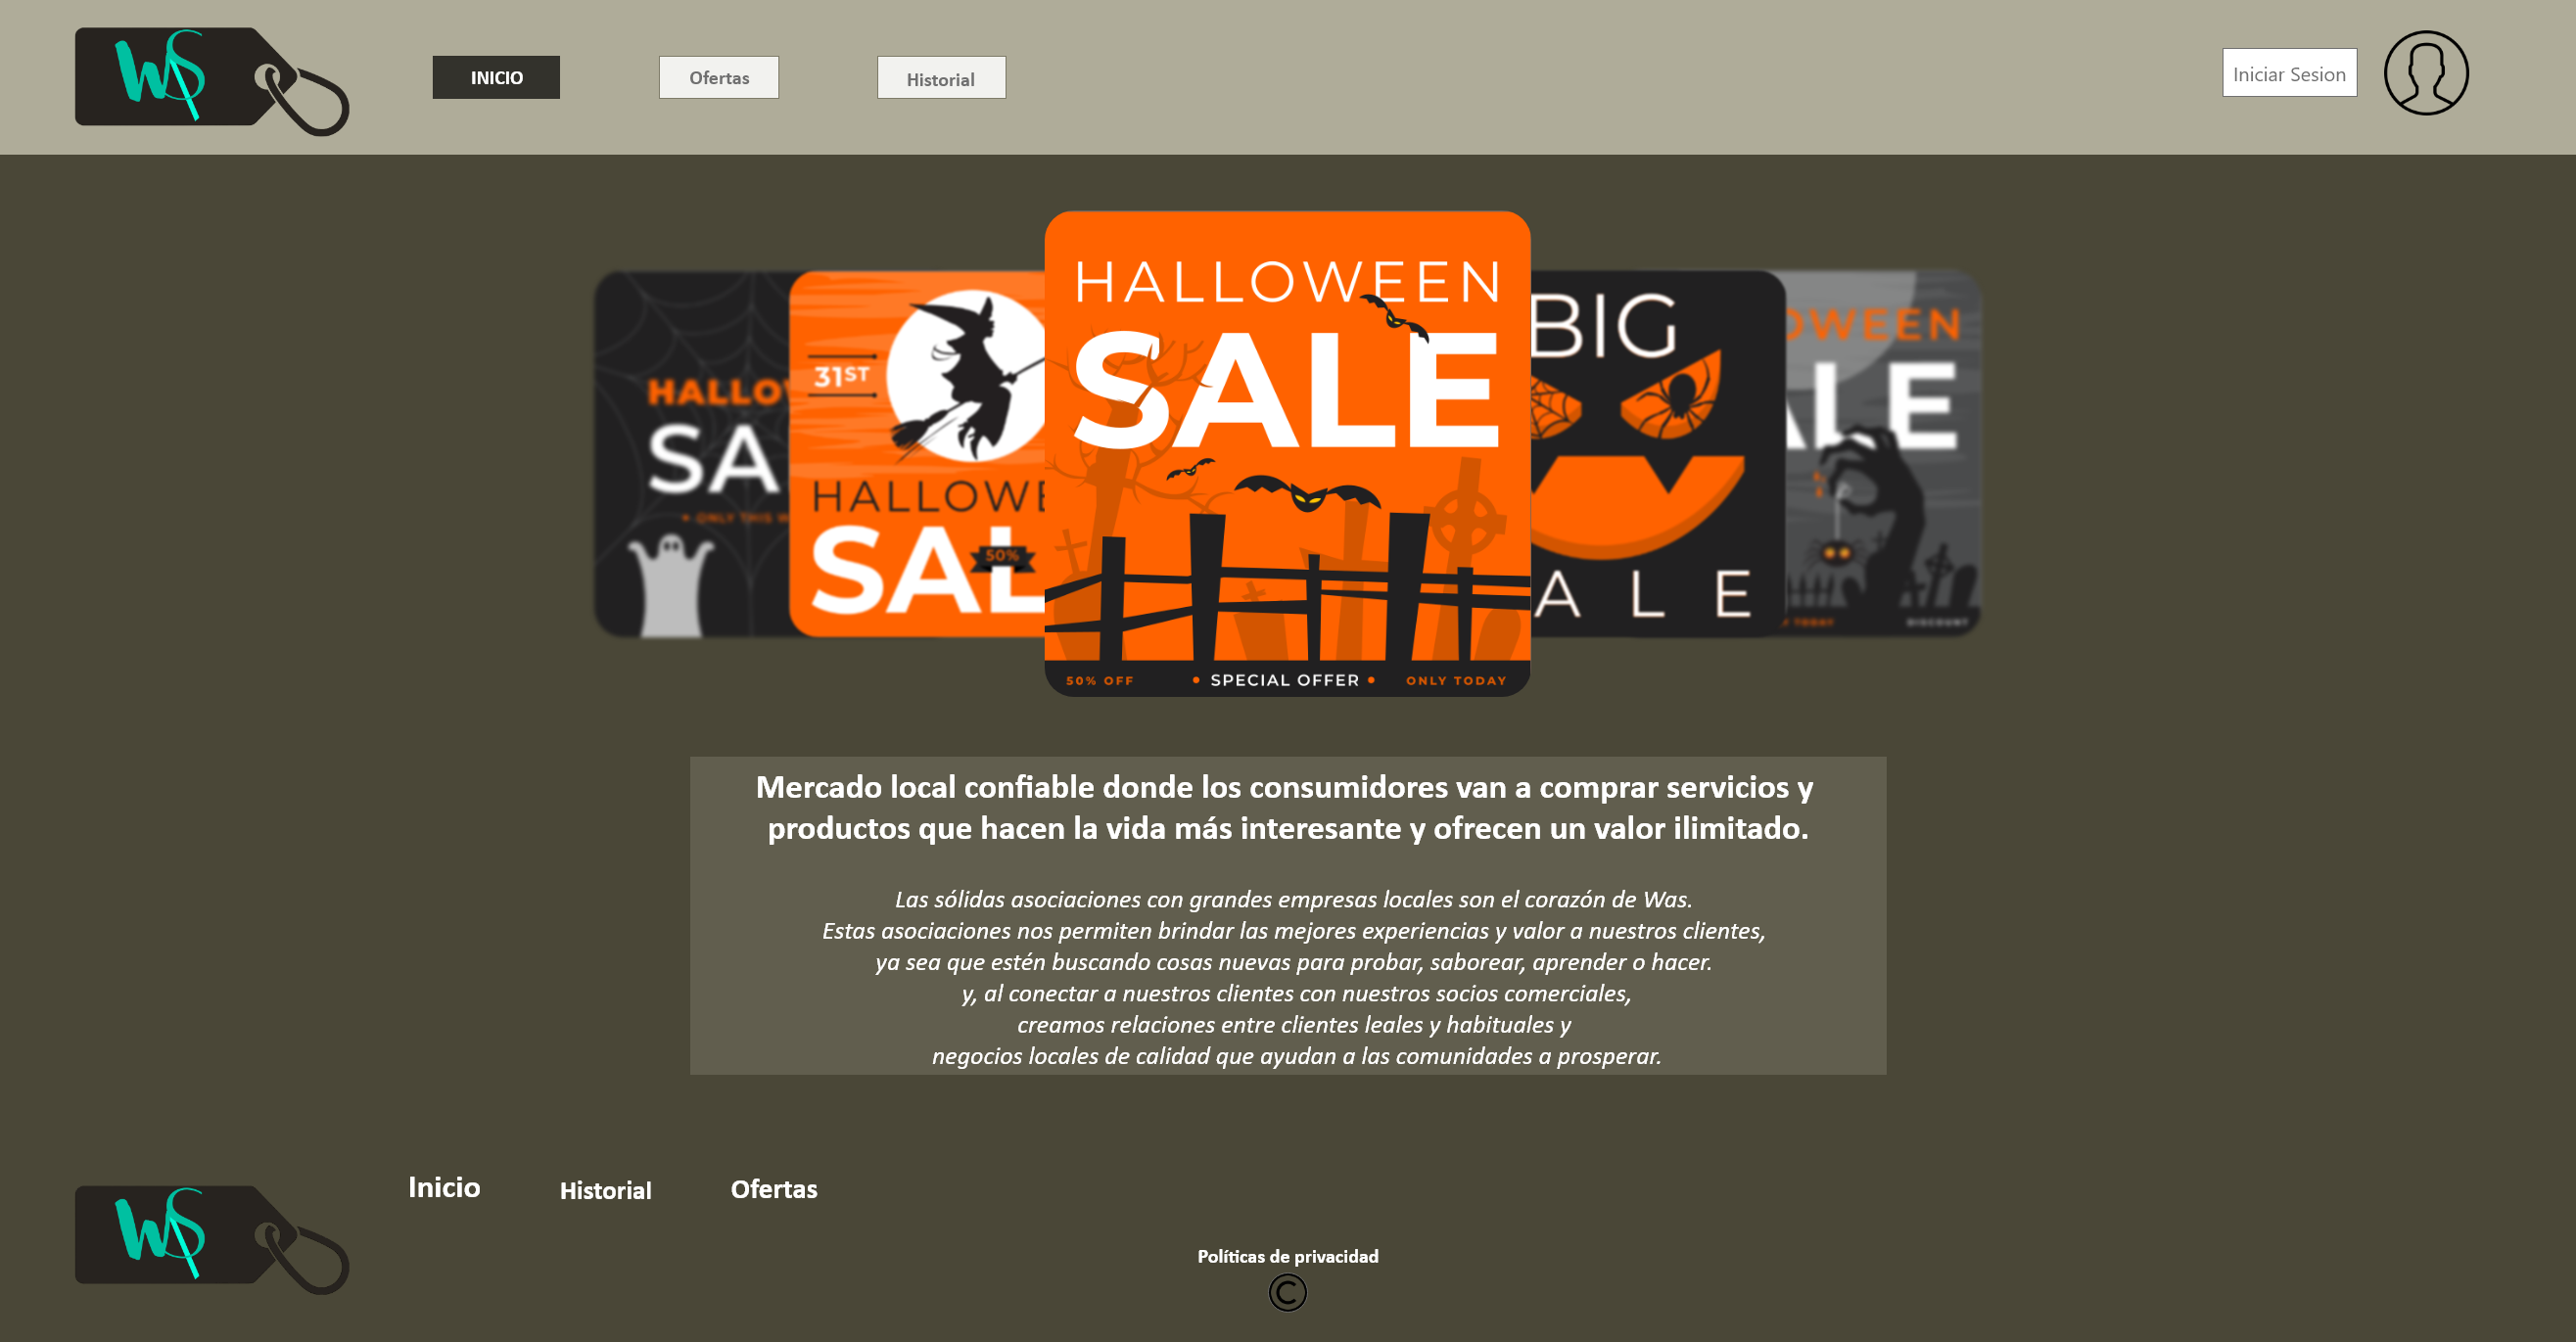 WS
INICIO
Ofertas
Historial
Iniciar Sesion
HALLO
SA
ONLY THIS
31ST
HALLOWE
SAL
50%
HALLOWEEN
SALE
50% OFF
• SPECIAL OFFER •
ONLY TODAY
BIG
ALE
OWEEN
ALE
TODAY
DISCOUNT
Mercado local confiable donde los consumidores van a comprar servicios y
productos que hacen la vida más interesante y ofrecen un valor ilimitado.
Las sólidas asociaciones con grandes empresas locales son el corazón de Was.
Estas asociaciones nos permiten brindar las mejores experiencias y valor a nuestros clientes,
ya sea que estén buscando cosas nuevas para probar, saborear, aprender o hacer.
y, al conectar a nuestros clientes con nuestros socios comerciales,
creamos relaciones entre clientes leales y habituales y
negocios locales de calidad que ayudan a las comunidades a prosperar.
WS
Inicio
Historial
Ofertas
Políticas de privacidad
©